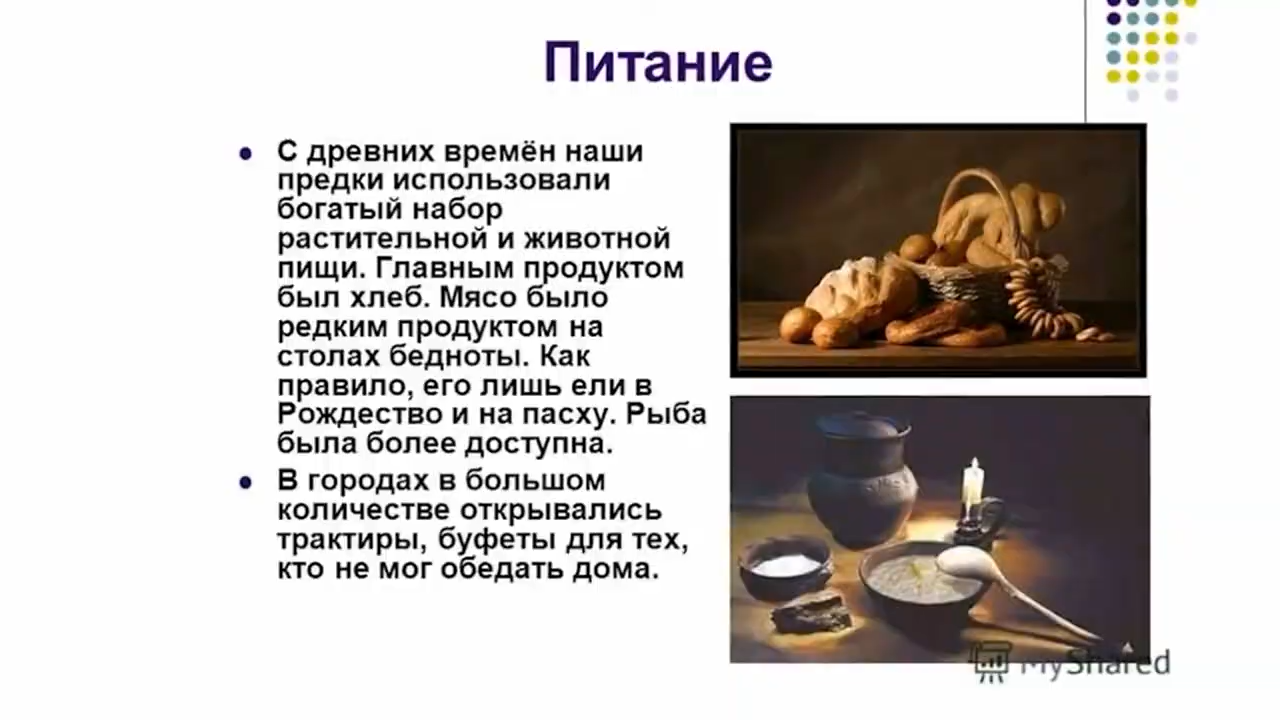 Питание
С древних времён наши
предки использовали
богатый набор
растительной и животной
пищи. Главным продуктом
был хлеб. Мясо было
редким продуктом на
столах бедноты. Как
правило, его лишь ели в
Рождество и на пасху. Рыба
была более доступна.
В городах в большом
количестве открывались
трактиры, буфеты для тех,
кто не мог обедать дома.
MyShared